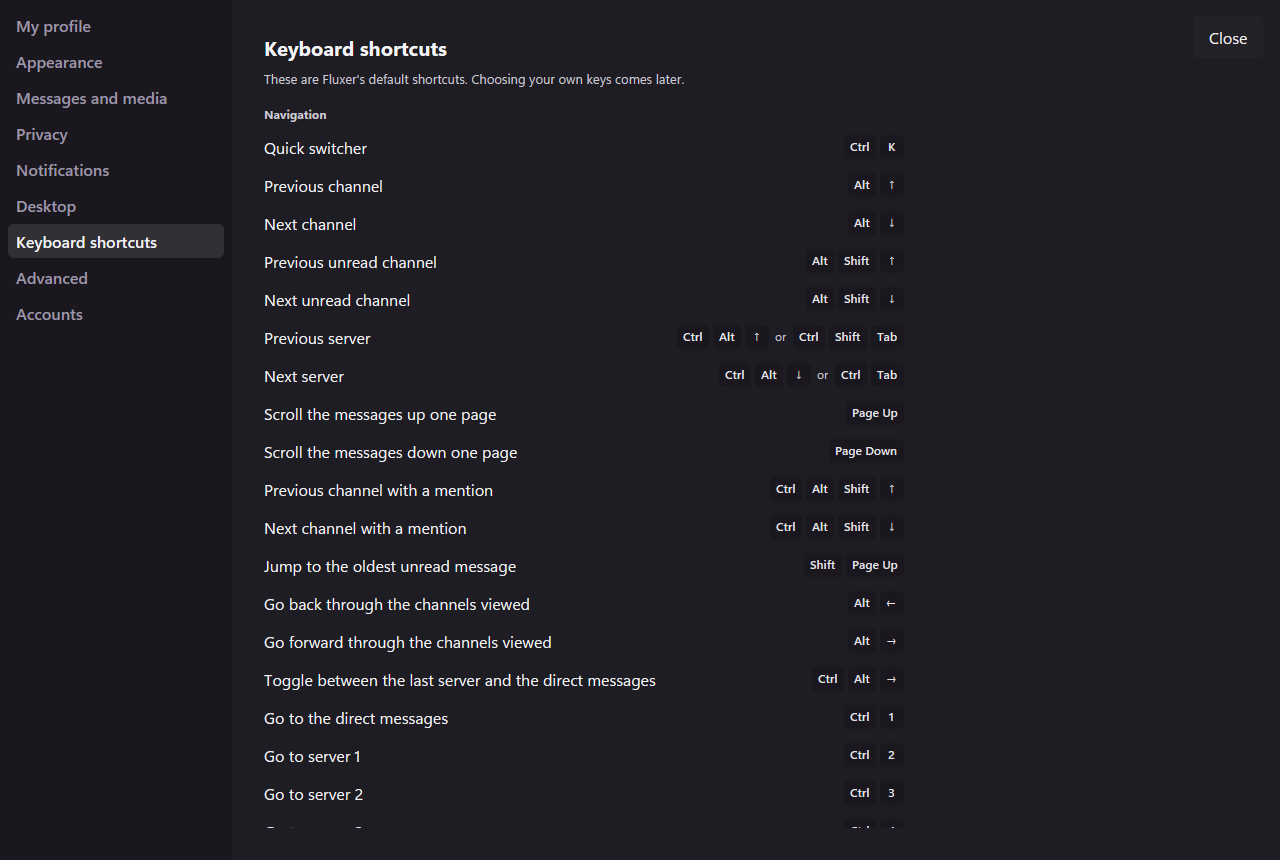 My profile
Appearance
Messages and media
Privacy
Notifications
Desktop
Keyboard shortcuts
Advanced
Accounts
Close
Keyboard shortcuts
These are Fluxer's default shortcuts. Choosing your own keys comes later.
Navigation
Quick switcher Ctrl K
Previous channel Alt ↑
Next channel Alt ↓
Previous unread channel Alt Shift ↑
Next unread channel Alt Shift ↓
Previous server Ctrl Alt ↑ or Ctrl Shift Tab
Next server Ctrl Alt ↓ or Ctrl Tab
Scroll the messages up one page Page Up
Scroll the messages down one page Page Down
Previous channel with a mention Ctrl Alt Shift ↑
Next channel with a mention Ctrl Alt Shift ↓
Jump to the oldest unread message Shift Page Up
Go back through the channels viewed Alt ←
Go forward through the channels viewed Alt →
Toggle between the last server and the direct messages Ctrl Alt →
Go to the direct messages Ctrl 1
Go to server 1 Ctrl 2
Go to server 2 Ctrl 3